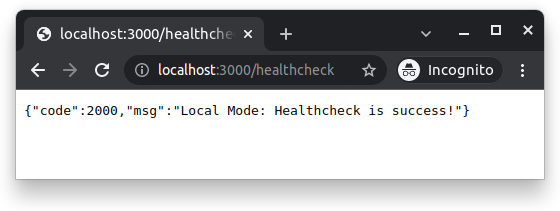 localhost:3000/healthche
localhost:3000/healthcheck
Incognito
{"code":2000,"msg":"Local Mode: Healthcheck is success!"}